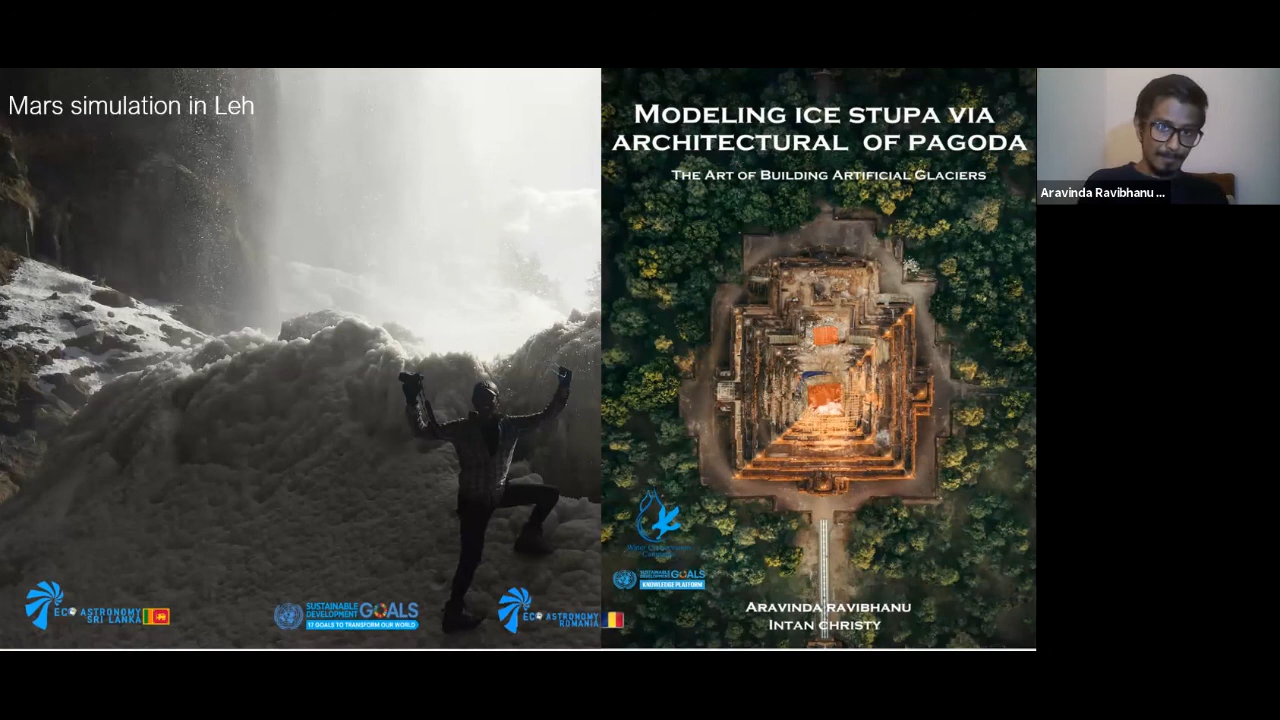 Mars simulation in Leh
MODELING ICE STUPA VIA
ARCHITECTURAL OF PAGODA
THE ART OF BUILDING ARTIFICIAL GLACIERS
Aravinda Ravibhanu ...
Water Conservation
SUSTAINABLE
DEVELOPMENT GOALS
KNOWLEDGE PLATFORM
ARAVINDA RAVIBHANU
INTAN CHRISTY
ECO ASTRONOMY
SRI LANKA
SUSTAINABLE
DEVELOPMENT GOALS
17 GOALS TO TRANSFORM OUR WORLD
ECO ASTRONOMY
ROMANIA